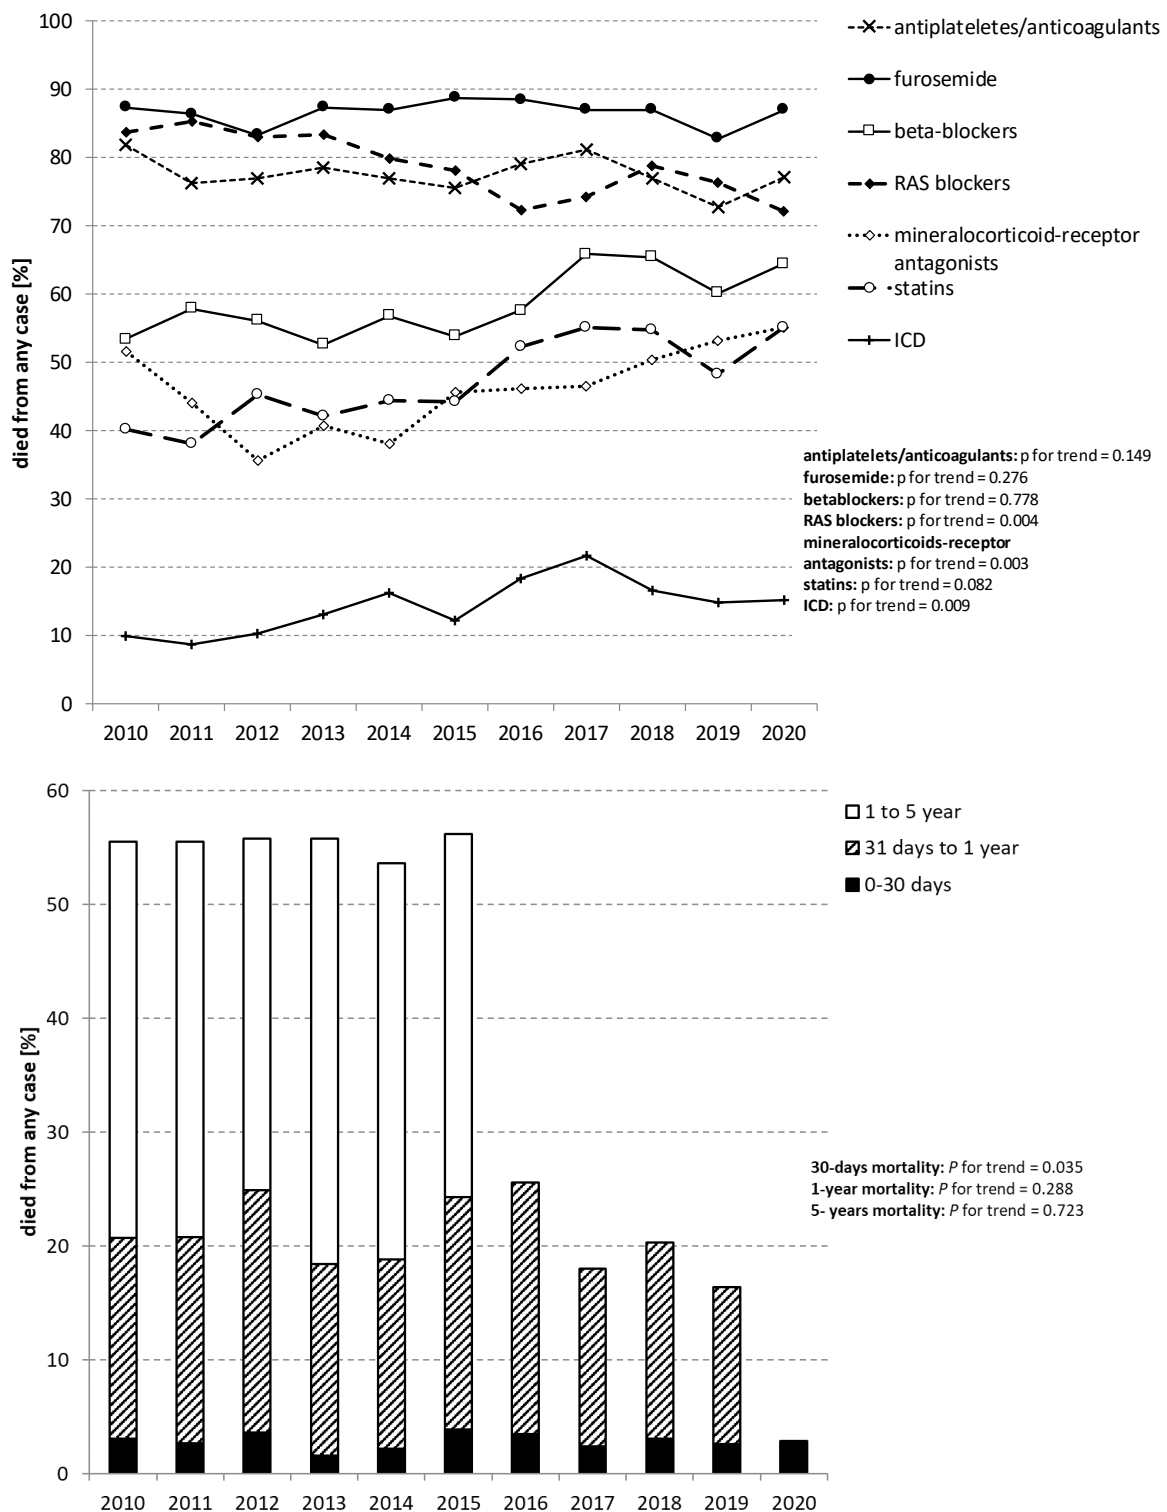 100
90
80
70
60
50
40
30
20
10
0
died from any case [%]
2010 2011 2012 2013 2014 2015 2016 2017 2018 2019 2020
antiplateletes/anticoagulants
furosemide
beta-blockers
RAS blockers
mineralocorticoid-receptor
antagonists
statins
ICD
antiplatelets/anticoagulants: p for trend = 0.149
furosemide: p for trend = 0.276
betablockers: p for trend = 0.778
RAS blockers: p for trend = 0.004
mineralocorticoids-receptor
antagonists: p for trend = 0.003
statins: p for trend = 0.082
ICD: p for trend = 0.009
60
50
40
30
20
10
0
died from any case [%]
2010 2011 2012 2013 2014 2015 2016 2017 2018 2019 2020
1 to 5 year
31 days to 1 year
0-30 days
30-days mortality: P for trend = 0.035
1-year mortality: P for trend = 0.288
5- years mortality: P for trend = 0.723